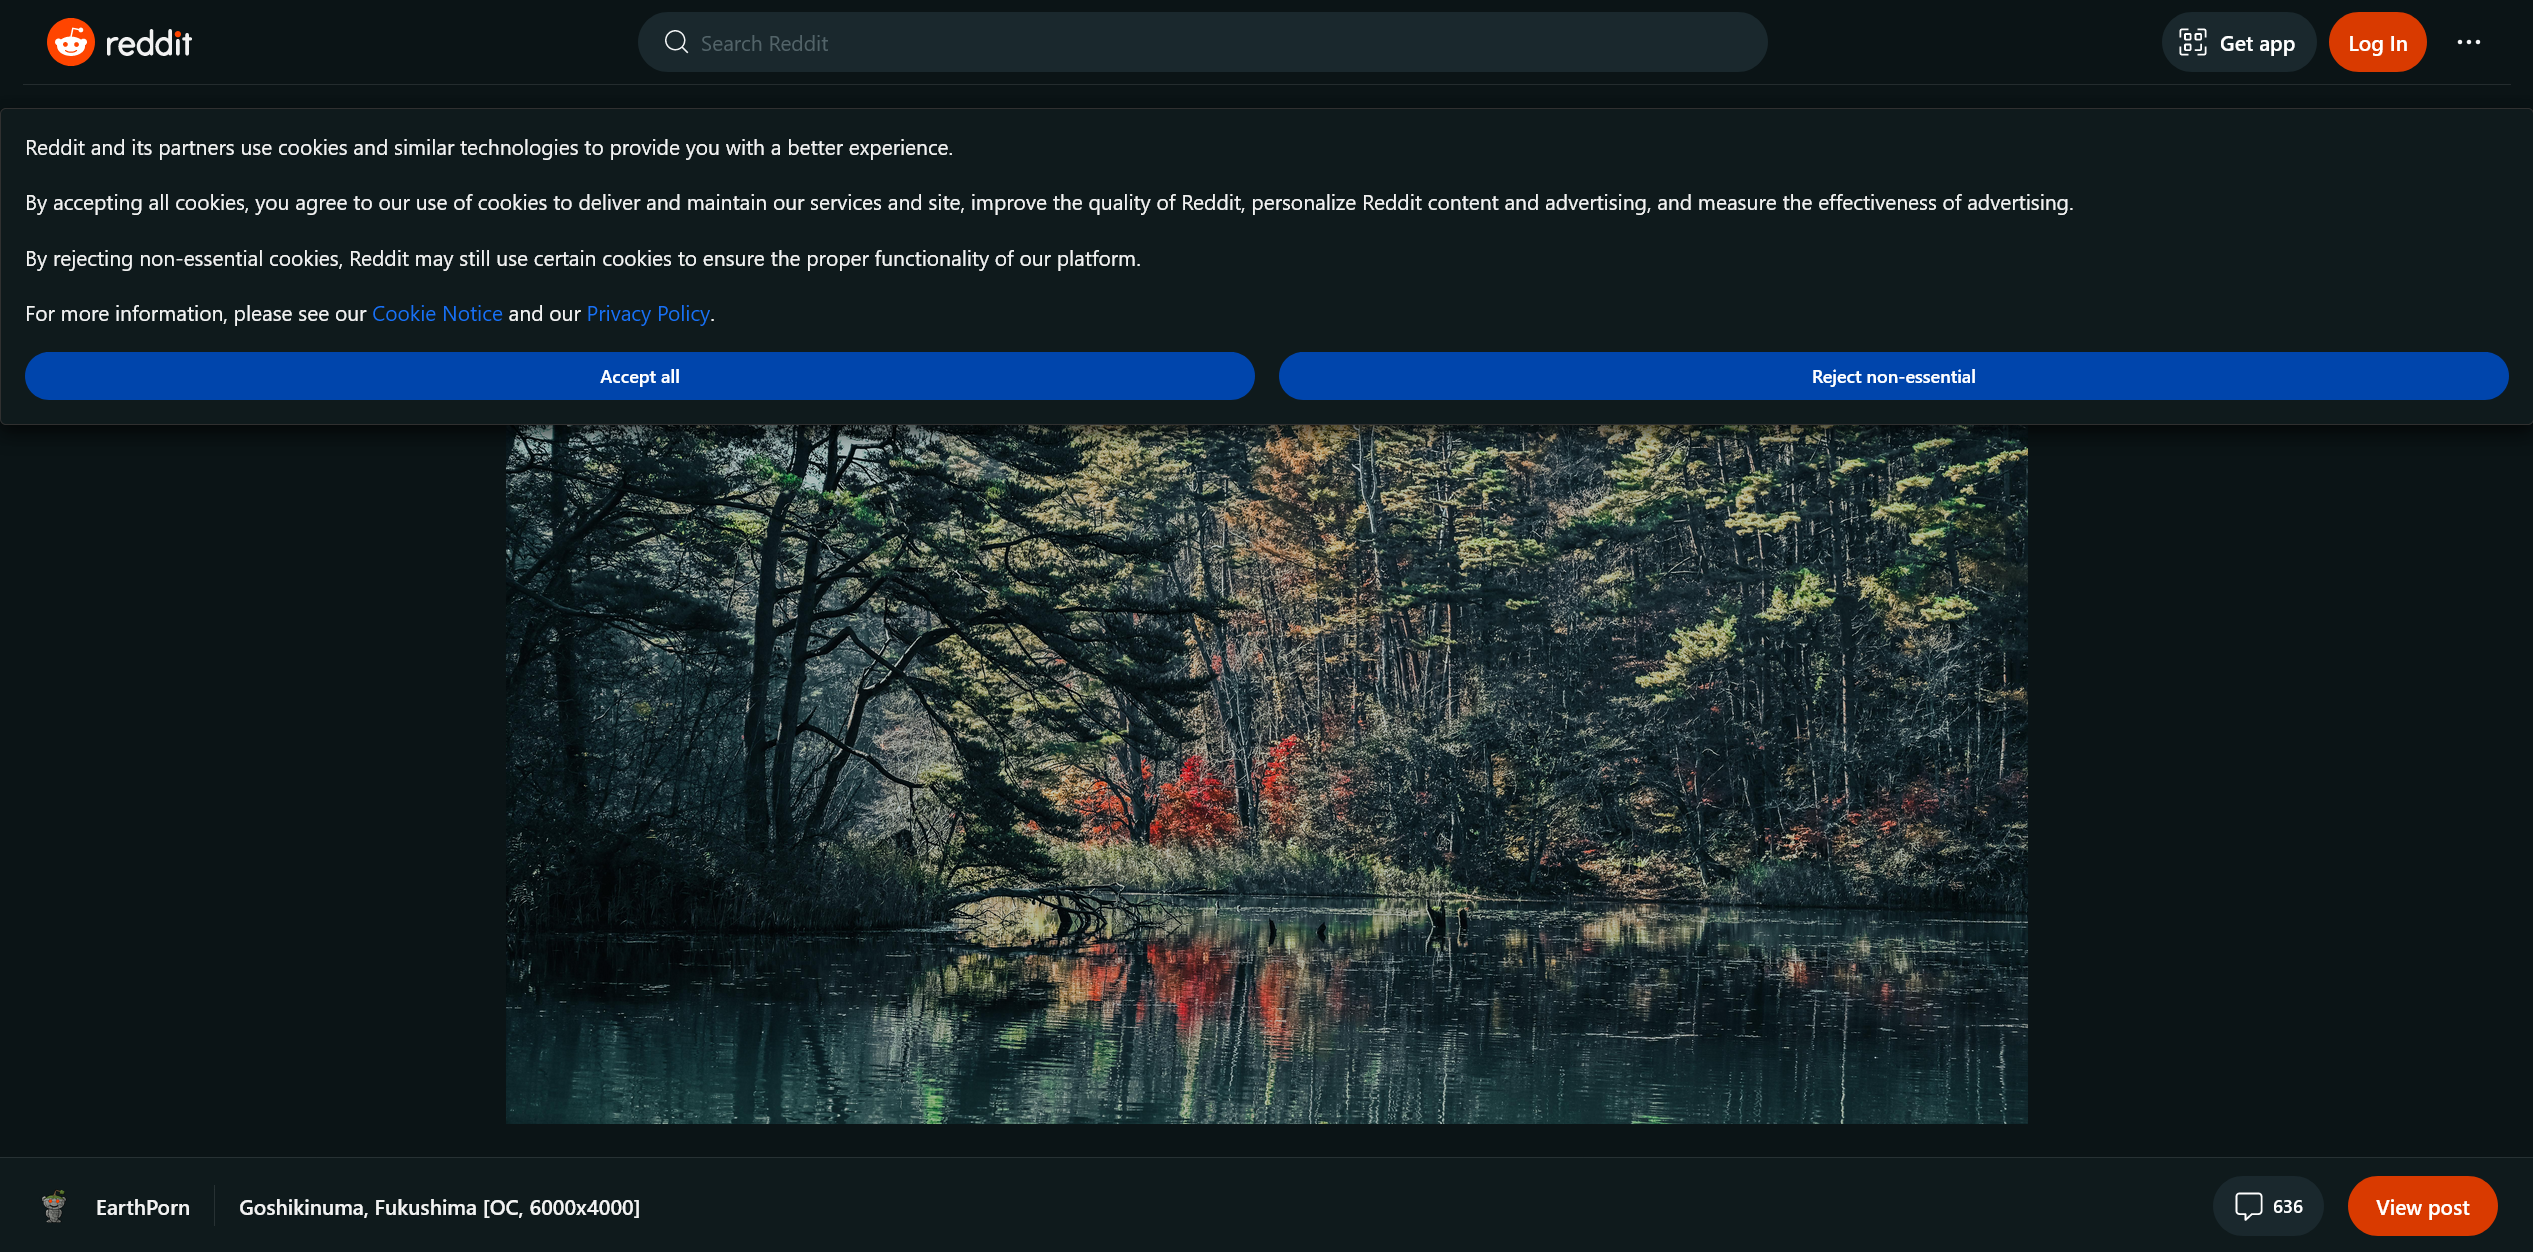 reddit
Search Reddit
Get app
Log In
Reddit and its partners use cookies and similar technologies to provide you with a better experience.
By accepting all cookies, you agree to our use of cookies to deliver and maintain our services and site, improve the quality of Reddit, personalize Reddit content and advertising, and measure the effectiveness of advertising.
By rejecting non-essential cookies, Reddit may still use certain cookies to ensure the proper functionality of our platform.
For more information, please see our Cookie Notice and our Privacy Policy.
Accept all
Reject non-essential
EarthPorn
Goshikinuma, Fukushima [OC, 6000x4000]
636
View post